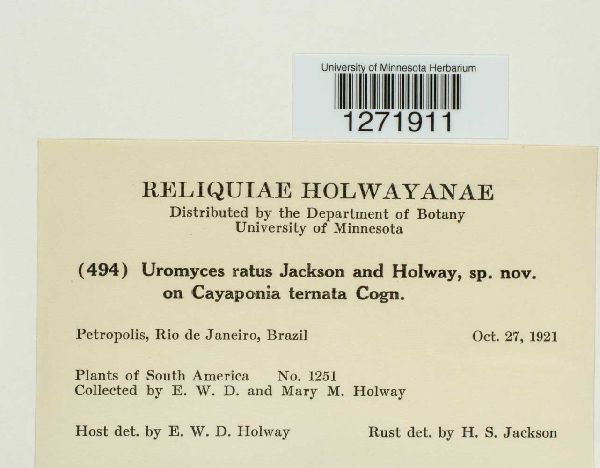 University of Minnesota Herbarium
1271911
RELIQUIAE HOLWAYANAE
Distributed by the Department of Botany
University of Minnesota
(494) Uromyces ratus Jackson and Holway, sp. nov.
on Cayaponia ternata Cogn.
Petropolis, Rio de Janeiro, Brazil Oct. 27, 1921
Plants of South America No. 1251
Collected by E. W. D. and Mary M. Holway
Host det. by E. W. D. Holway Rust det. by H. S. Jackson